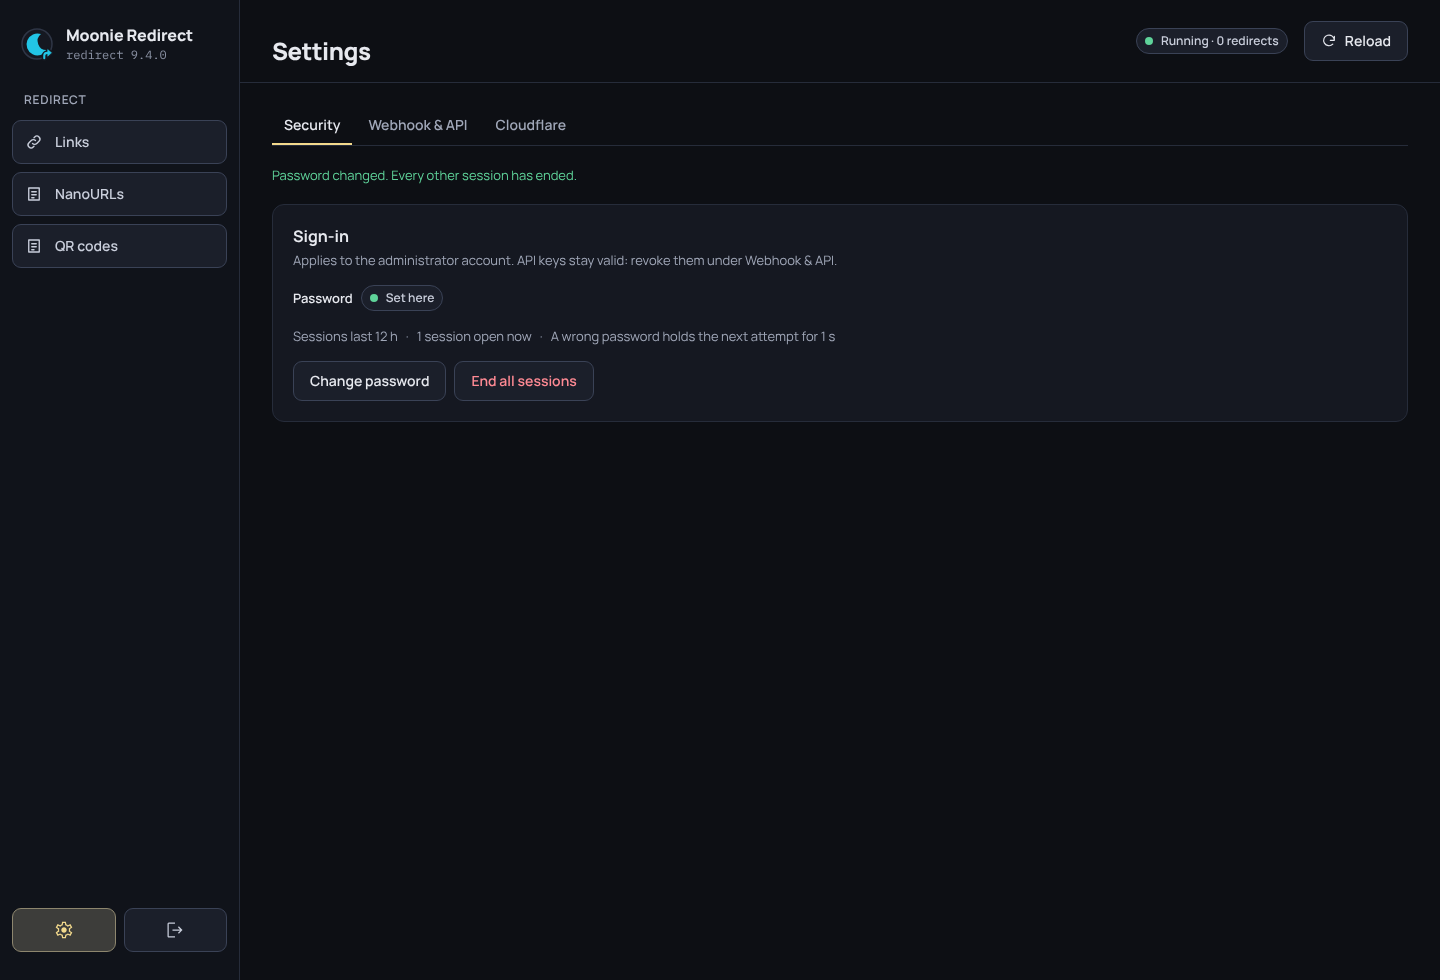 Moonie Redirect
redirect 9.4.0
REDIRECT
Links
NanoURLs
QR codes
Settings
Running · 0 redirects
Reload
Security
Webhook & API
Cloudflare
Password changed. Every other session has ended.
Sign-in
Applies to the administrator account. API keys stay valid: revoke them under Webhook & API.
Password
Set here
Sessions last 12 h · 1 session open now · A wrong password holds the next attempt for 1 s
Change password
End all sessions